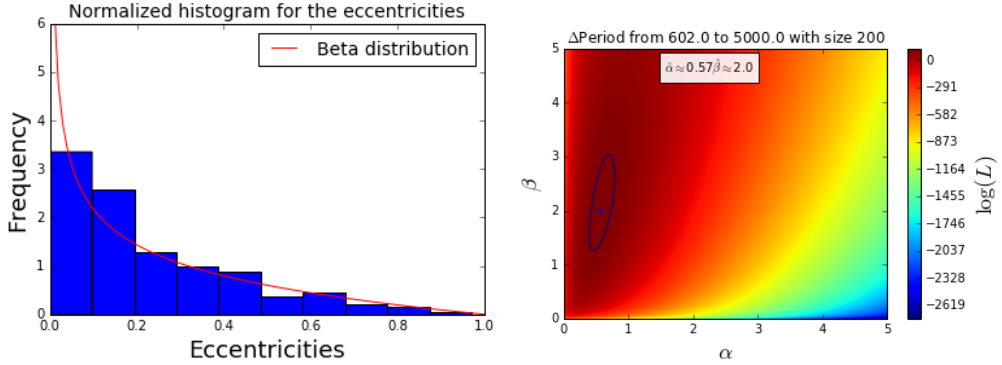 Normalized histogram for the eccentricities
Beta distribution
Frequency
6
5
4
3
2
1
0
0.0 0.2 0.4 0.6 0.8 1.0
Eccentricities
ΔPeriod from 602.0 to 5000.0 with size 200
α̂≈0.57β̂≈2.0
β
5
4
3
2
1
0
0 1 2 3 4 5
α
0
−291
−582
−873
−1164
−1455
−1746
−2037
−2328
−2619
log(L)